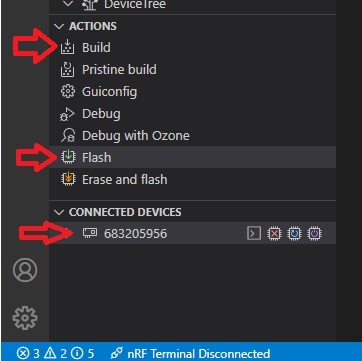 DeviceTree
ACTIONS
Build
Pristine build
Guiconfig
Debug
Debug with Ozone
Flash
Erase and flash
CONNECTED DEVICES
683205956
3 2 5 nRF Terminal Disconnected